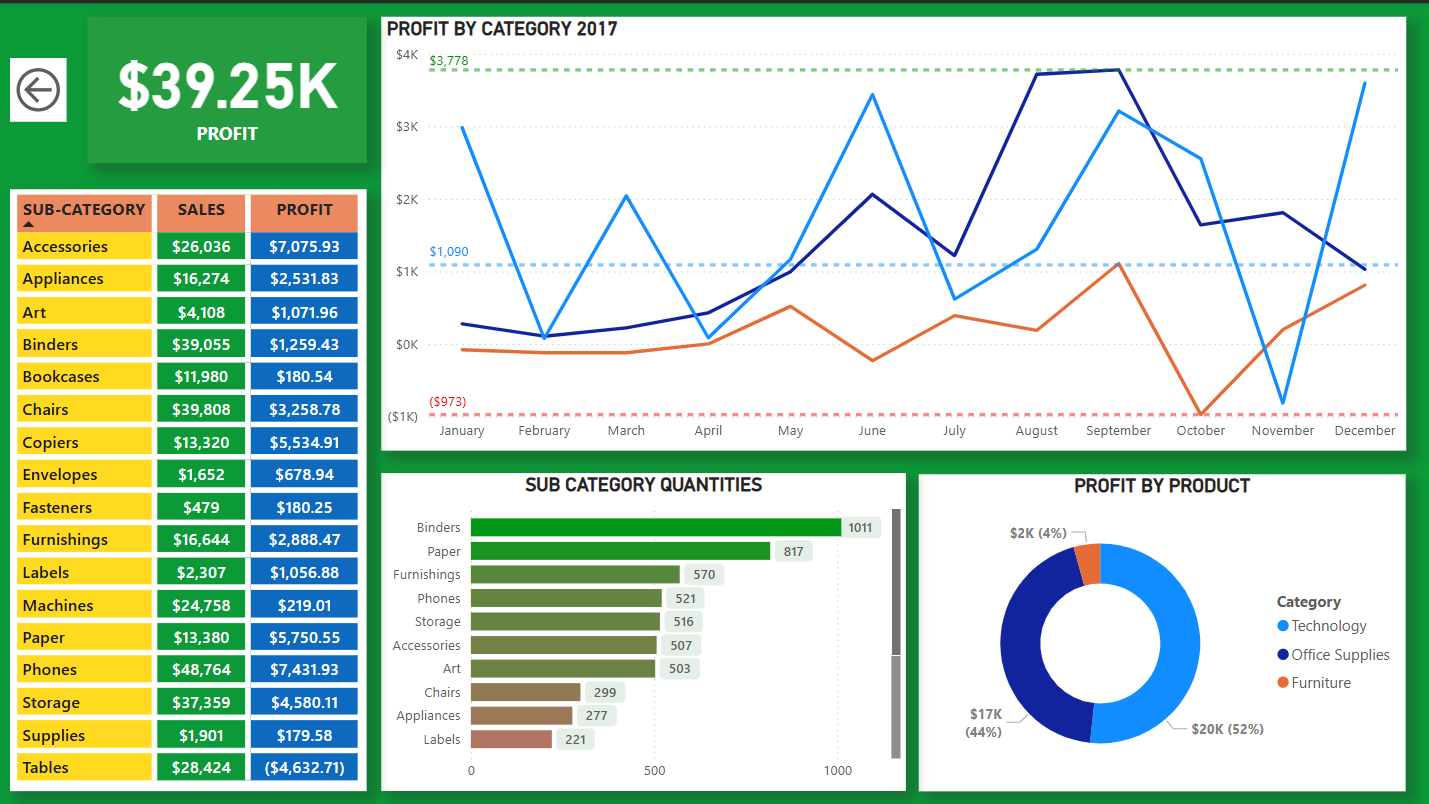 $39.25K
PROFIT
SUB-CATEGORY SALES PROFIT
Accessories $26,036 $7,075.93
Appliances $16,274 $2,531.83
Art $4,108 $1,071.96
Binders $39,055 $1,259.43
Bookcases $11,980 $180.54
Chairs $39,808 $3,258.78
Copiers $13,320 $5,534.91
Envelopes $1,652 $678.94
Fasteners $479 $180.25
Furnishings $16,644 $2,888.47
Labels $2,307 $1,056.88
Machines $24,758 $219.01
Paper $13,380 $5,750.55
Phones $48,764 $7,431.93
Storage $37,359 $4,580.11
Supplies $1,901 $179.58
Tables $28,424 ($4,632.71)
PROFIT BY CATEGORY 2017
$4K
$3,778
$3K
$2K
$1,090
$1K
$0K
($973)
($1K)
January February March April May June July August September October November December
SUB CATEGORY QUANTITIES
Binders 1011
Paper 817
Furnishings 570
Phones 521
Storage 516
Accessories 507
Art 503
Chairs 299
Appliances 277
Labels 221
0 500 1000
PROFIT BY PRODUCT
$2K (4%)
$17K
(44%)
$20K (52%)
Category
Technology
Office Supplies
Furniture